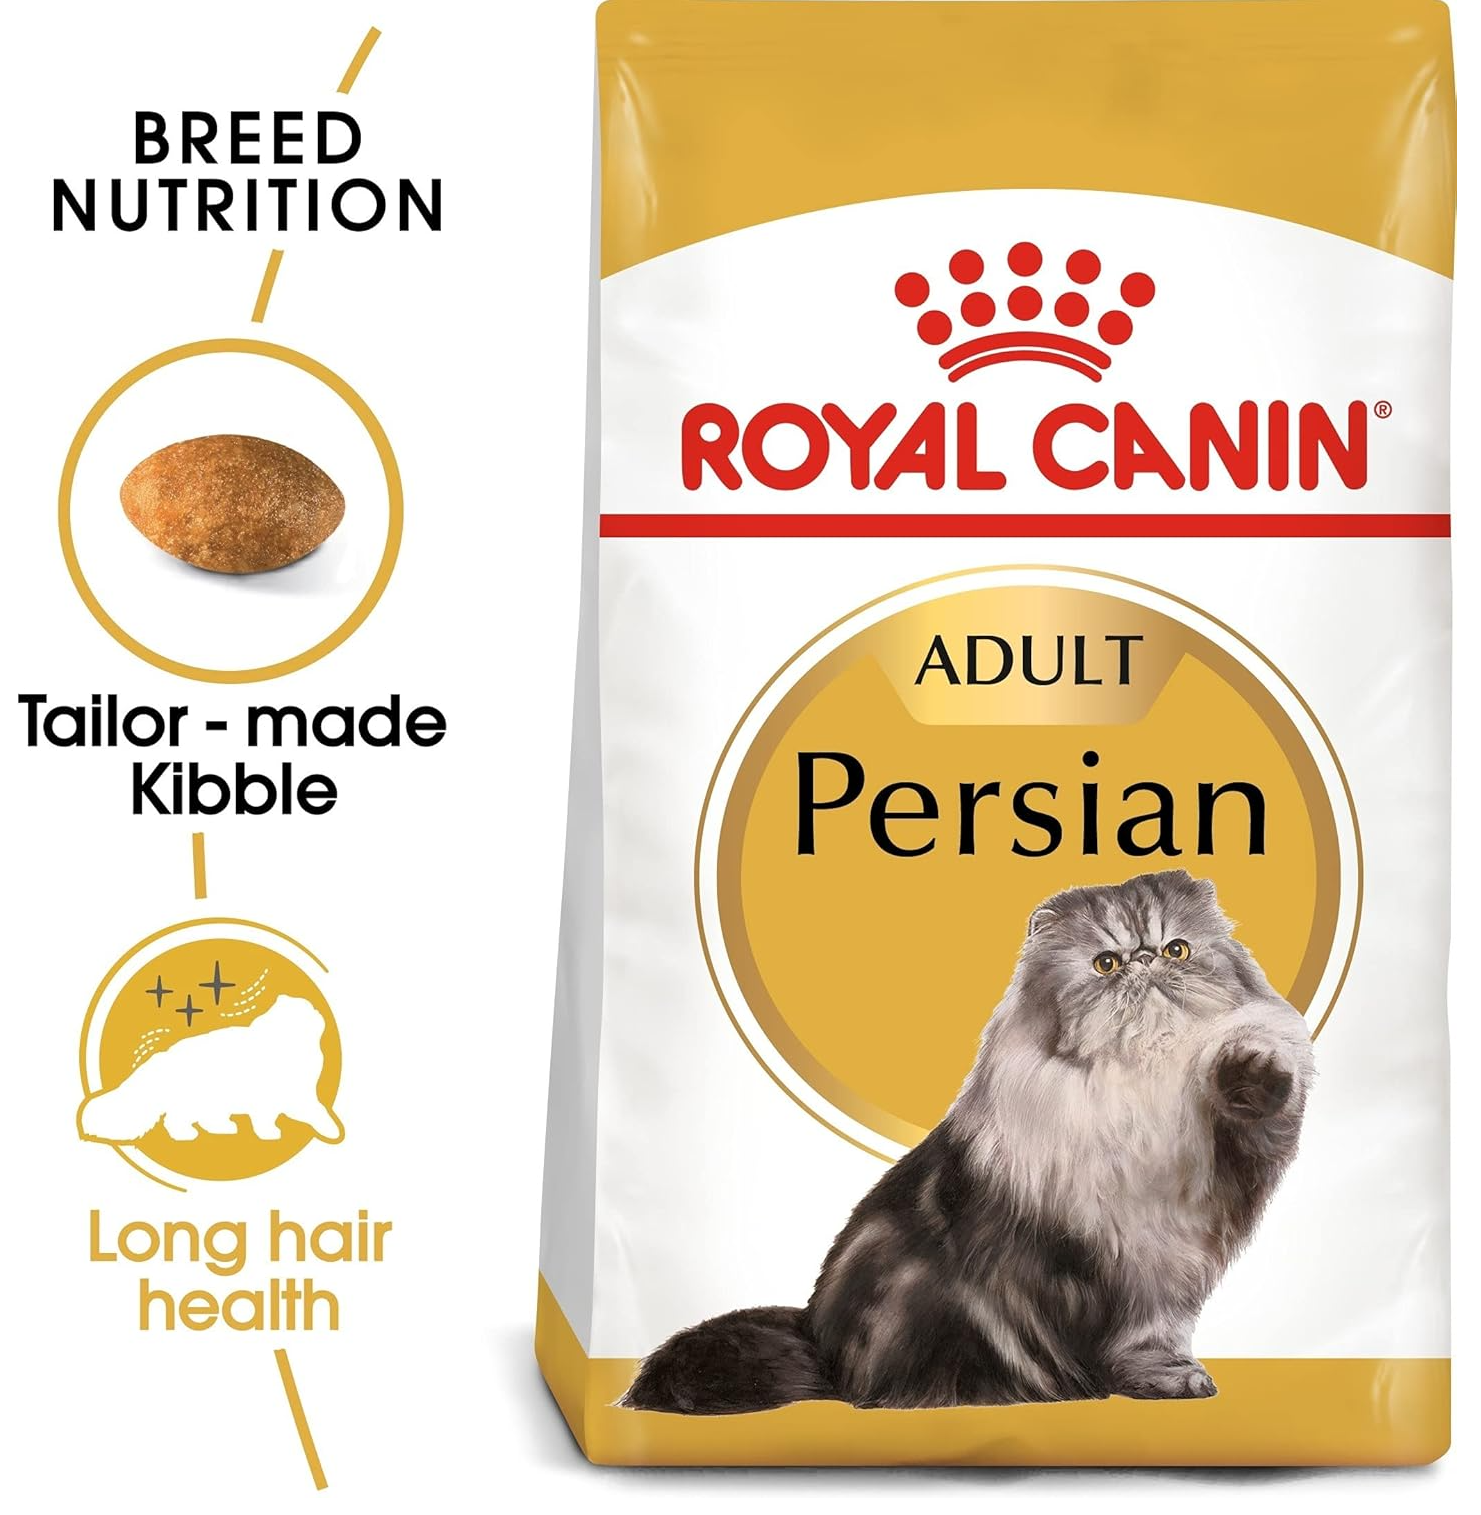 BREED
NUTRITION
Tailor - made
Kibble
Long hair
health
ROYAL CANIN®
ADULT
Persian